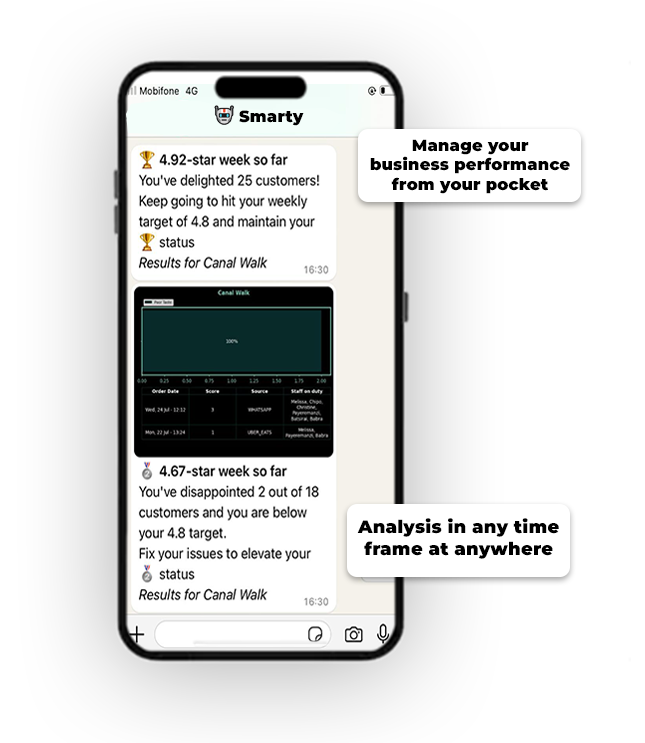 Mobifone 4G
Smarty
Manage your
business performance
from your pocket
🏆 4.92-star week so far
You've delighted 25 customers!
Keep going to hit your weekly
target of 4.8 and maintain your
🏆 status
Results for Canal Walk
16:30
Canal Walk
100%
0.00 0.25 0.50 0.75 1.00 1.25 1.50 1.75 2.00
Order Date Score Source Staff on duty
Wed, 24 Jul - 12:12 3 WHATSAPP Melissa, Chipo,
Christine,
Babra
Mon, 22 Jul - 13:24 1 UBER_EATS Melissa,
Babra
🥈 4.67-star week so far
You've disappointed 2 out of 18
customers and you are below
your 4.8 target.
Fix your issues to elevate your
🥈 status
Results for Canal Walk
16:30
Analysis in any time
frame at anywhere